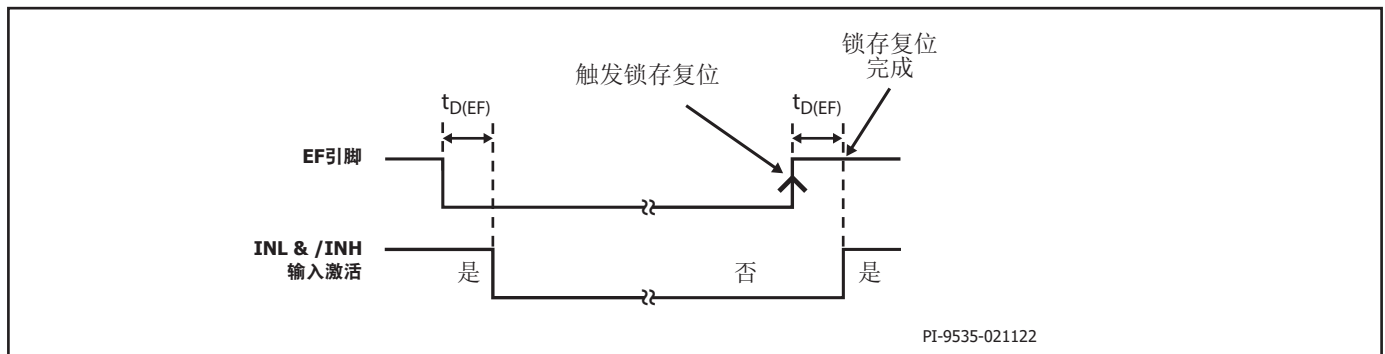 锁存复位
完成
触发锁存复位
tD(EF)
tD(EF)
EF引脚
INL & /INH
输入激活
是
否
是
PI-9535-021122